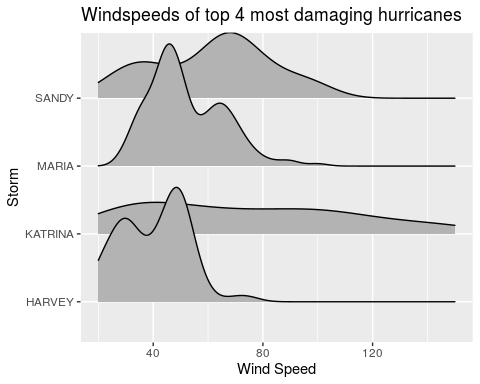 Windspeeds of top 4 most damaging hurricanes
SANDY
MARIA
KATRINA
HARVEY
Storm
40 80 120
Wind Speed